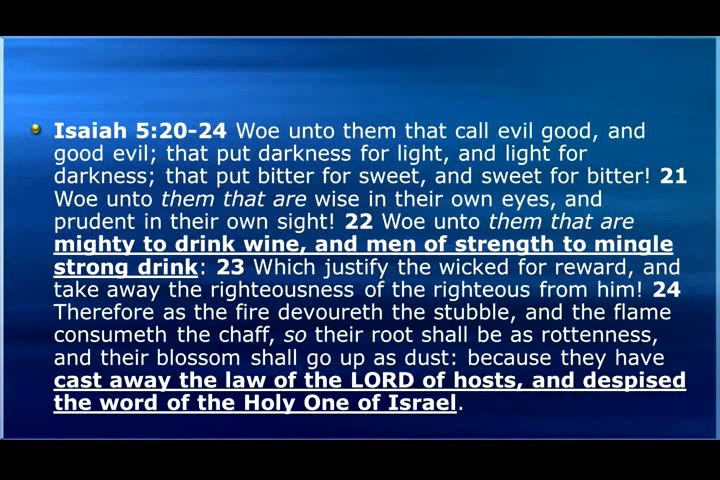 Isaiah 5:20-24 Woe unto them that call evil good, and
good evil; that put darkness for light, and light for
darkness; that put bitter for sweet, and sweet for bitter! 21
Woe unto them that are wise in their own eyes, and
prudent in their own sight! 22 Woe unto them that are
mighty to drink wine, and men of strength to mingle
strong drink: 23 Which justify the wicked for reward, and
take away the righteousness of the righteous from him! 24
Therefore as the fire devoureth the stubble, and the flame
consumeth the chaff, so their root shall be as rottenness,
and their blossom shall go up as dust: because they have
cast away the law of the LORD of hosts, and despised
the word of the Holy One of Israel.